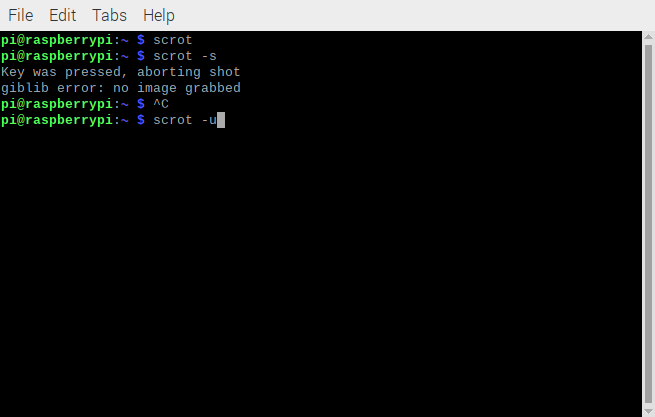 File Edit Tabs Help
pi@raspberrypi:~ $ scrot
pi@raspberrypi:~ $ scrot -s
Key was pressed, aborting shot
giblib error: no image grabbed
pi@raspberrypi:~ $ ^C
pi@raspberrypi:~ $ scrot -u